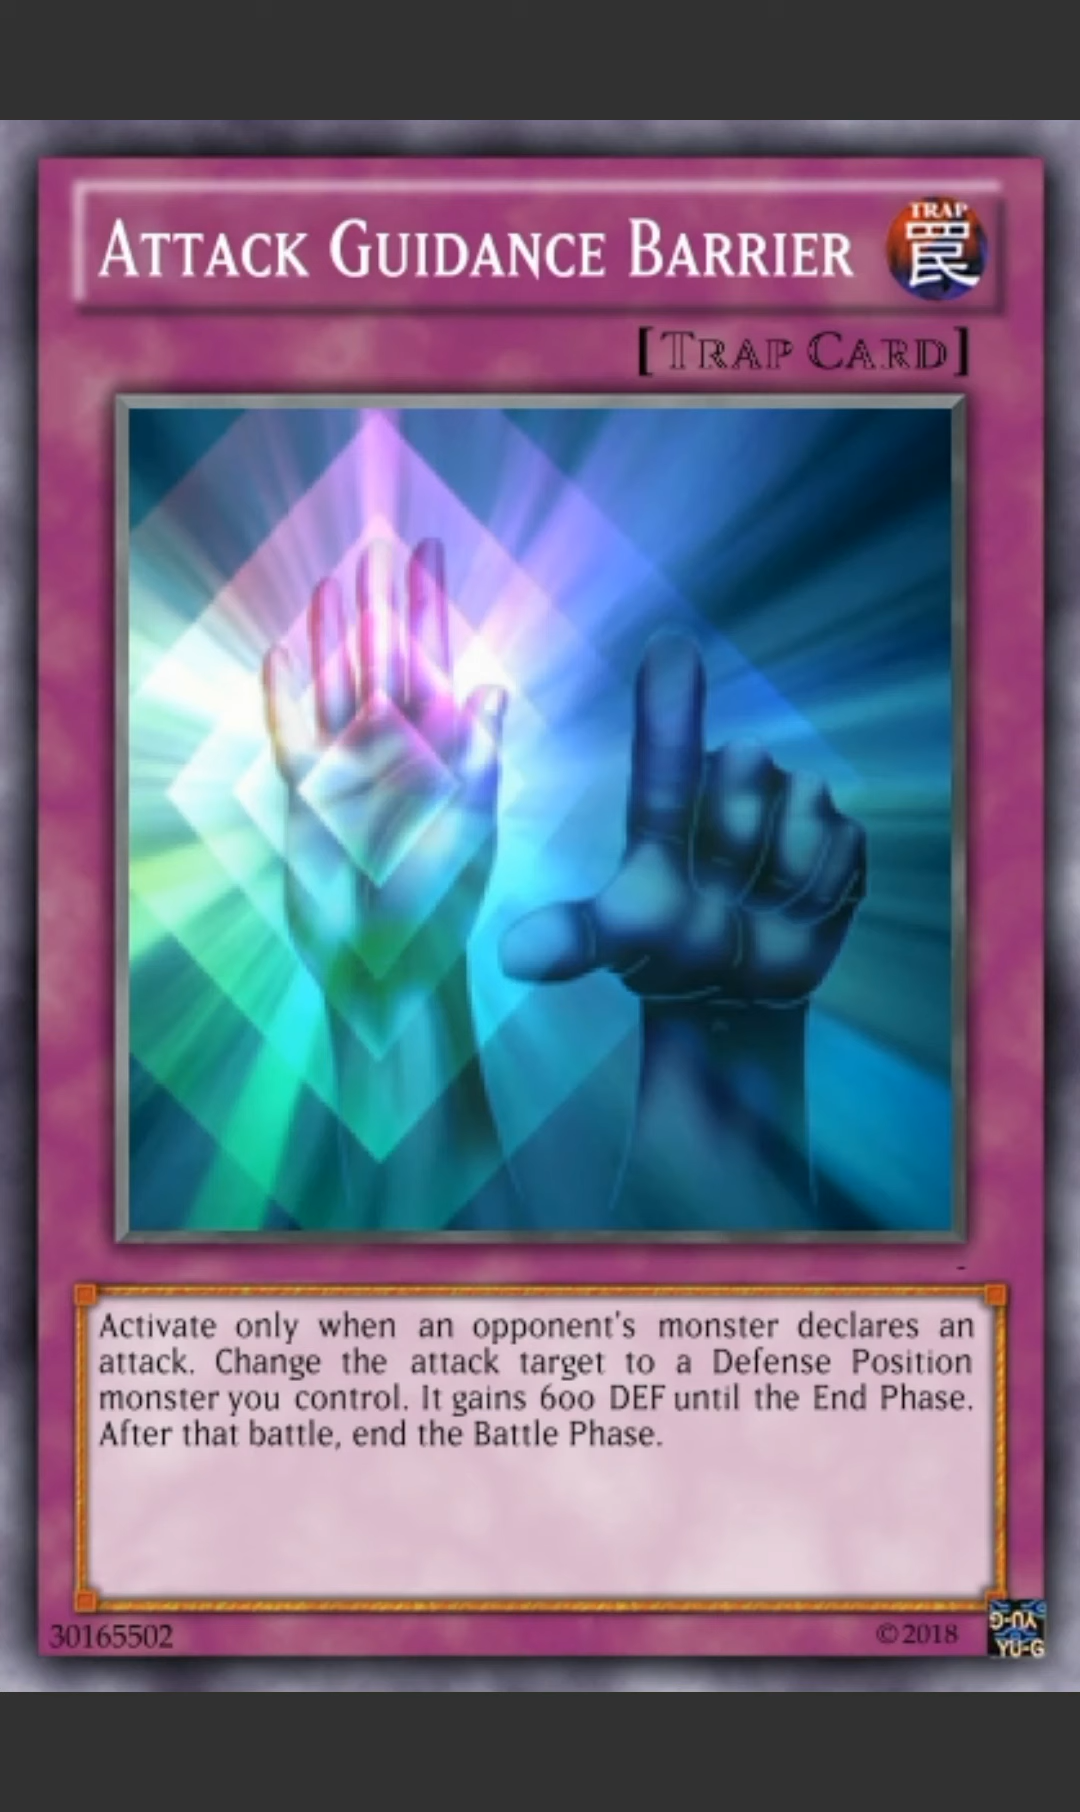 ATTACK GUIDANCE BARRIER
TRAP
罠
[TRAP CARD]
-
Activate only when an opponent's monster declares an
attack. Change the attack target to a Defense Position
monster you control. It gains 600 DEF until the End Phase.
After that battle, end the Battle Phase.
30165502
©2018
YU-G
YU-G